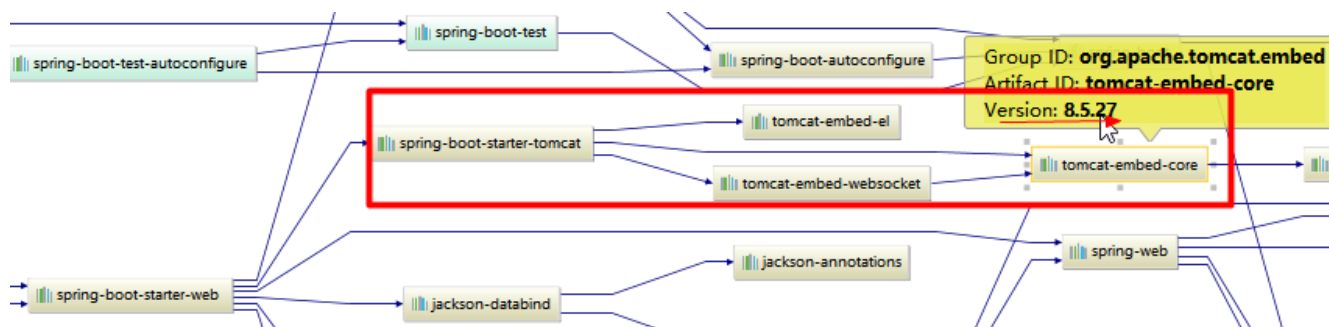 spring-boot-test
spring-boot-test-autoconfigure
spring-boot-autoconfigure
Group ID: org.apache.tomcat.embed
Artifact ID: tomcat-embed-core
Version: 8.5.27
tomcat-embed-el
spring-boot-starter-tomcat
tomcat-embed-core
tomcat-embed-websocket
spring-web
jackson-annotations
spring-boot-starter-web
jackson-databind